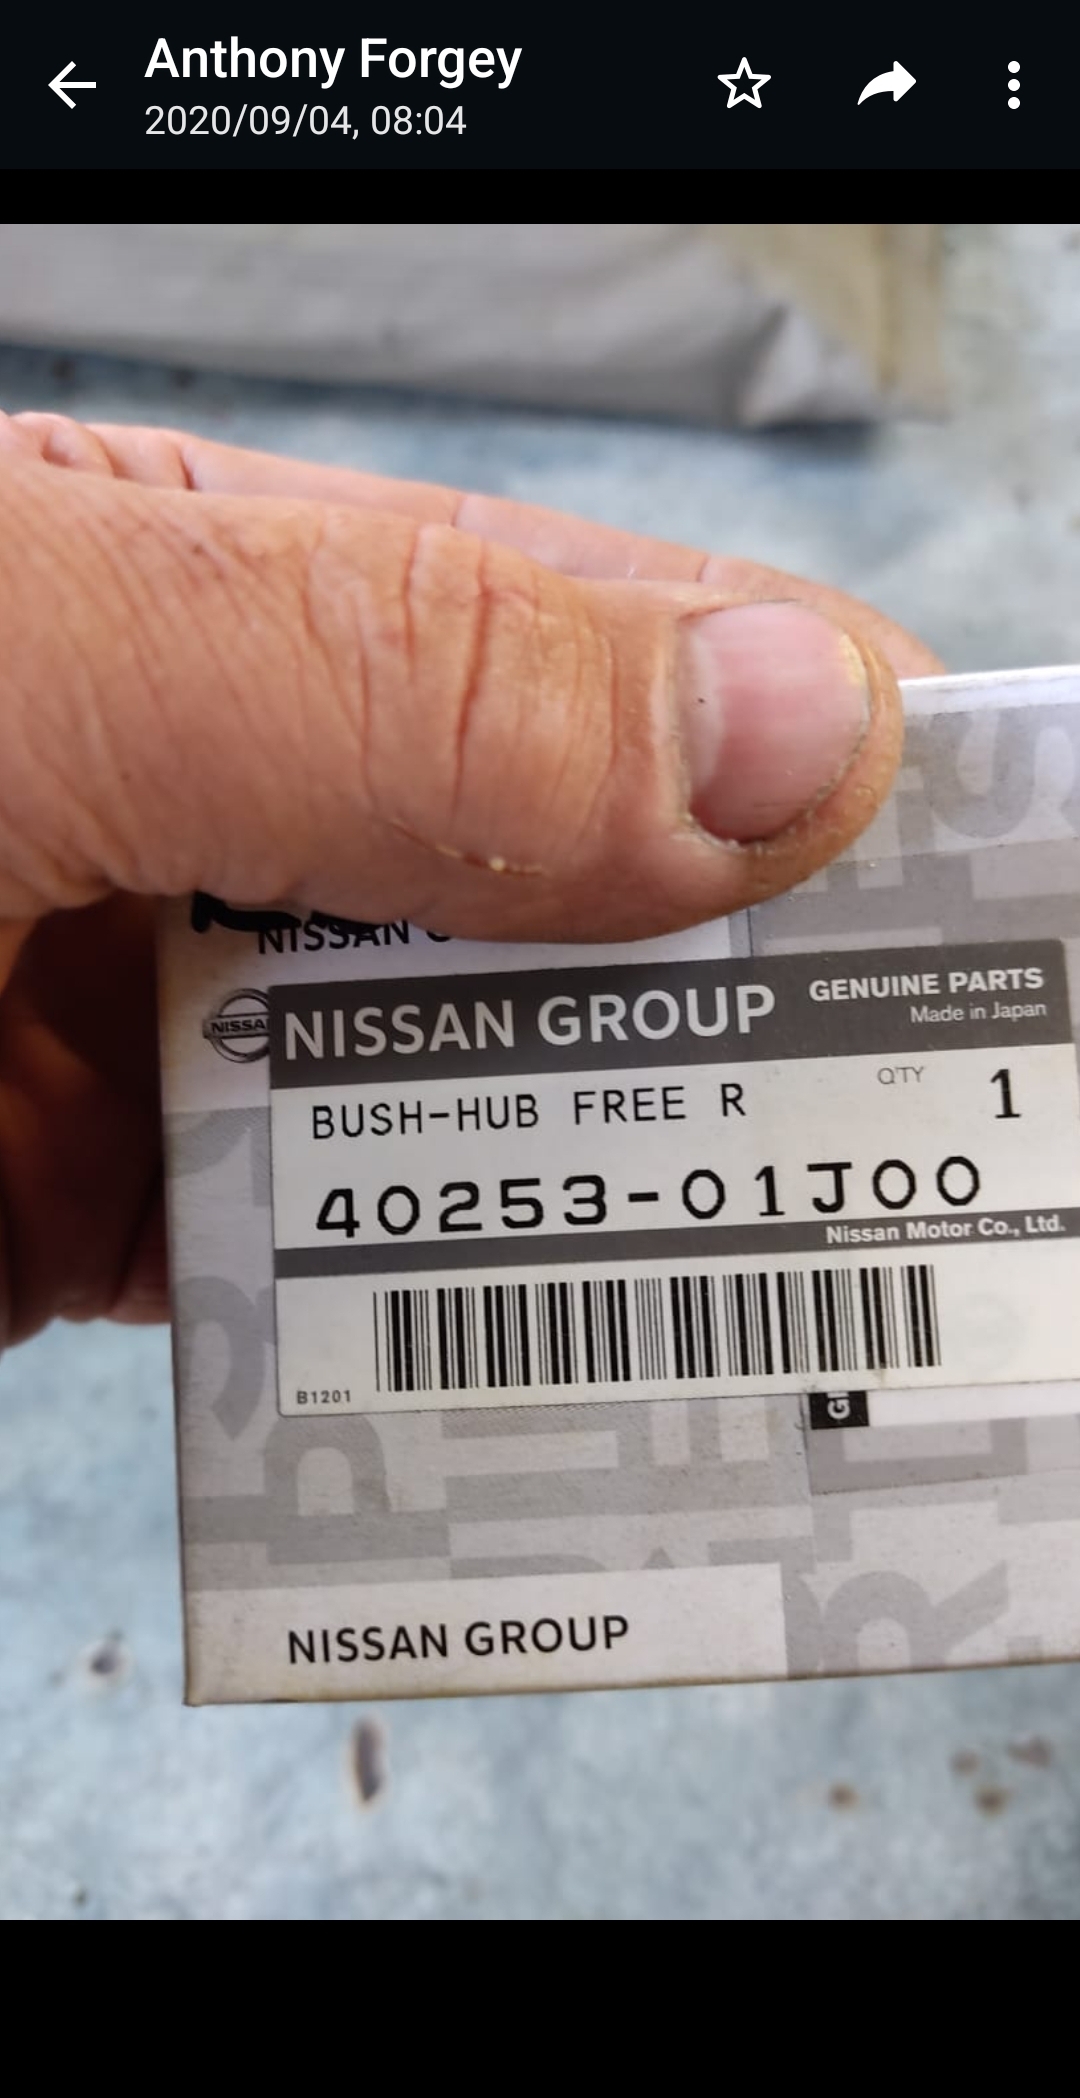 Anthony Forgey
2020/09/04, 08:04
NISSAN
NISSAN GROUP
GENUINE PARTS
Made in Japan
BUSH-HUB FREE R
Q'TY 1
40253-01J00
Nissan Motor Co., Ltd.
B1201
NISSAN GROUP